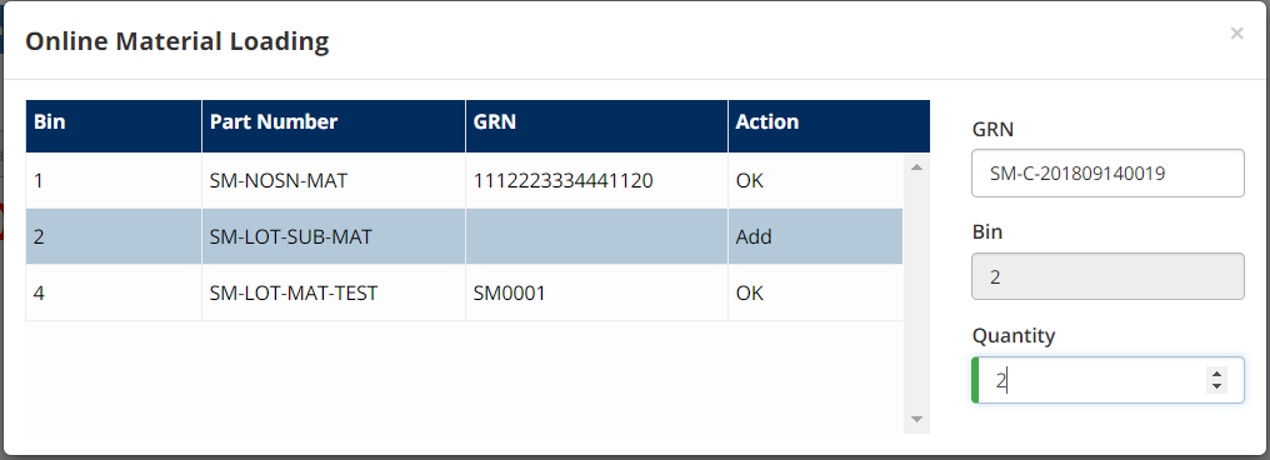 Online Material Loading ×
Bin Part Number GRN Action
1 SM-NOSN-MAT 1112223334441120 OK
2 SM-LOT-SUB-MAT Add
4 SM-LOT-MAT-TEST SM0001 OK
GRN
SM-C-201809140019
Bin
2
Quantity
2